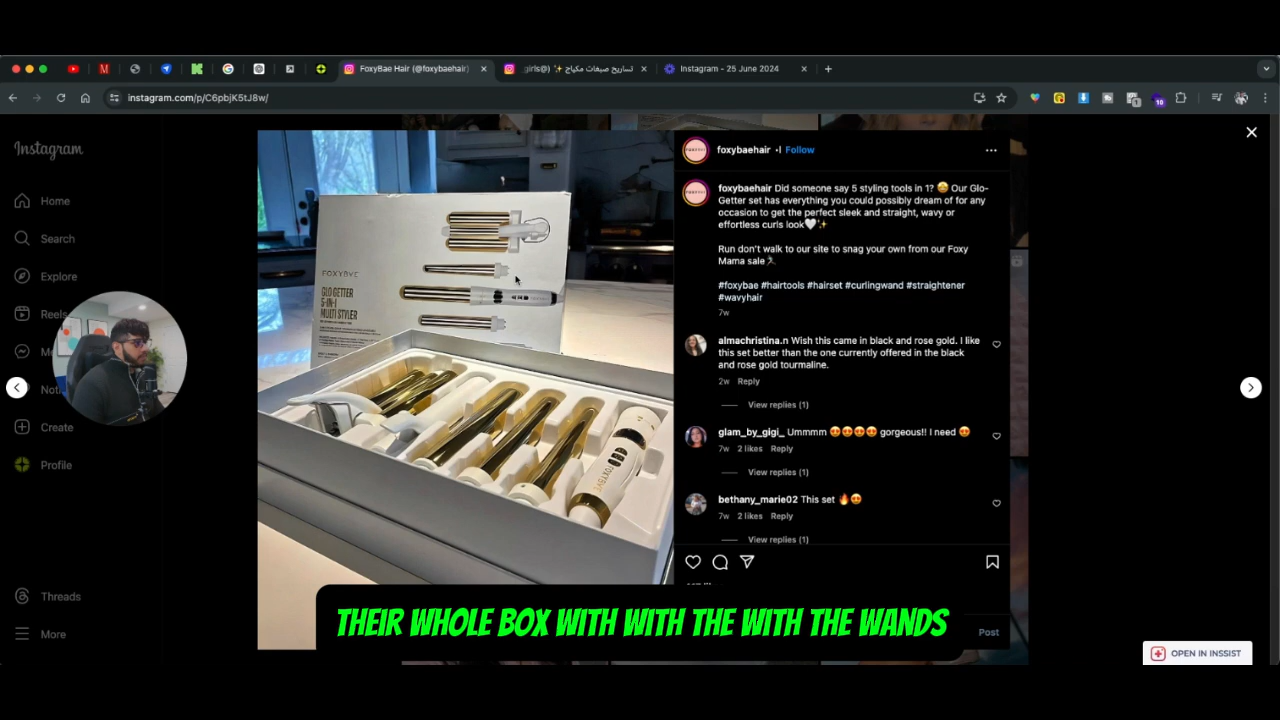 FoxyBae Hair (@foxybaehair)
تساريح صبغات مكياج ✨ (@girls
Instagram - 25 June 2024
instagram.com/p/C6pbjK5tJ8w/
18
Instagram
Home
Search
Explore
Reels
Create
Profile
Threads
More
FOXYBYE
GLO GETTER
5-IN-1
MULTI STYLER
FOXYBYE
foxybaehair • Follow
foxybaehair Did someone say 5 styling tools in 1? 🤩 Our Glo-
Getter set has everything you could possibly dream of for any
occasion to get the perfect sleek and straight, wavy or
effortless curls look🤍✨
Run don't walk to our site to snag your own from our Foxy
Mama sale🏃
#foxybae #hairtools #hairset #curlingwand #straightener
#wavyhair
7w
almachristina.n Wish this came in black and rose gold. I like
this set better than the one currently offered in the black
and rose gold tourmaline.
2w Reply
View replies (1)
glam_by_gigi_ Ummmm 😍😍😍😍 gorgeous!! I need 😍
7w 2 likes Reply
View replies (1)
bethany_marie02 This set 🔥😍
7w 2 likes Reply
View replies (1)
Post
OPEN IN INSSIST
THEIR WHOLE BOX WITH WITH THE WITH THE WANDS